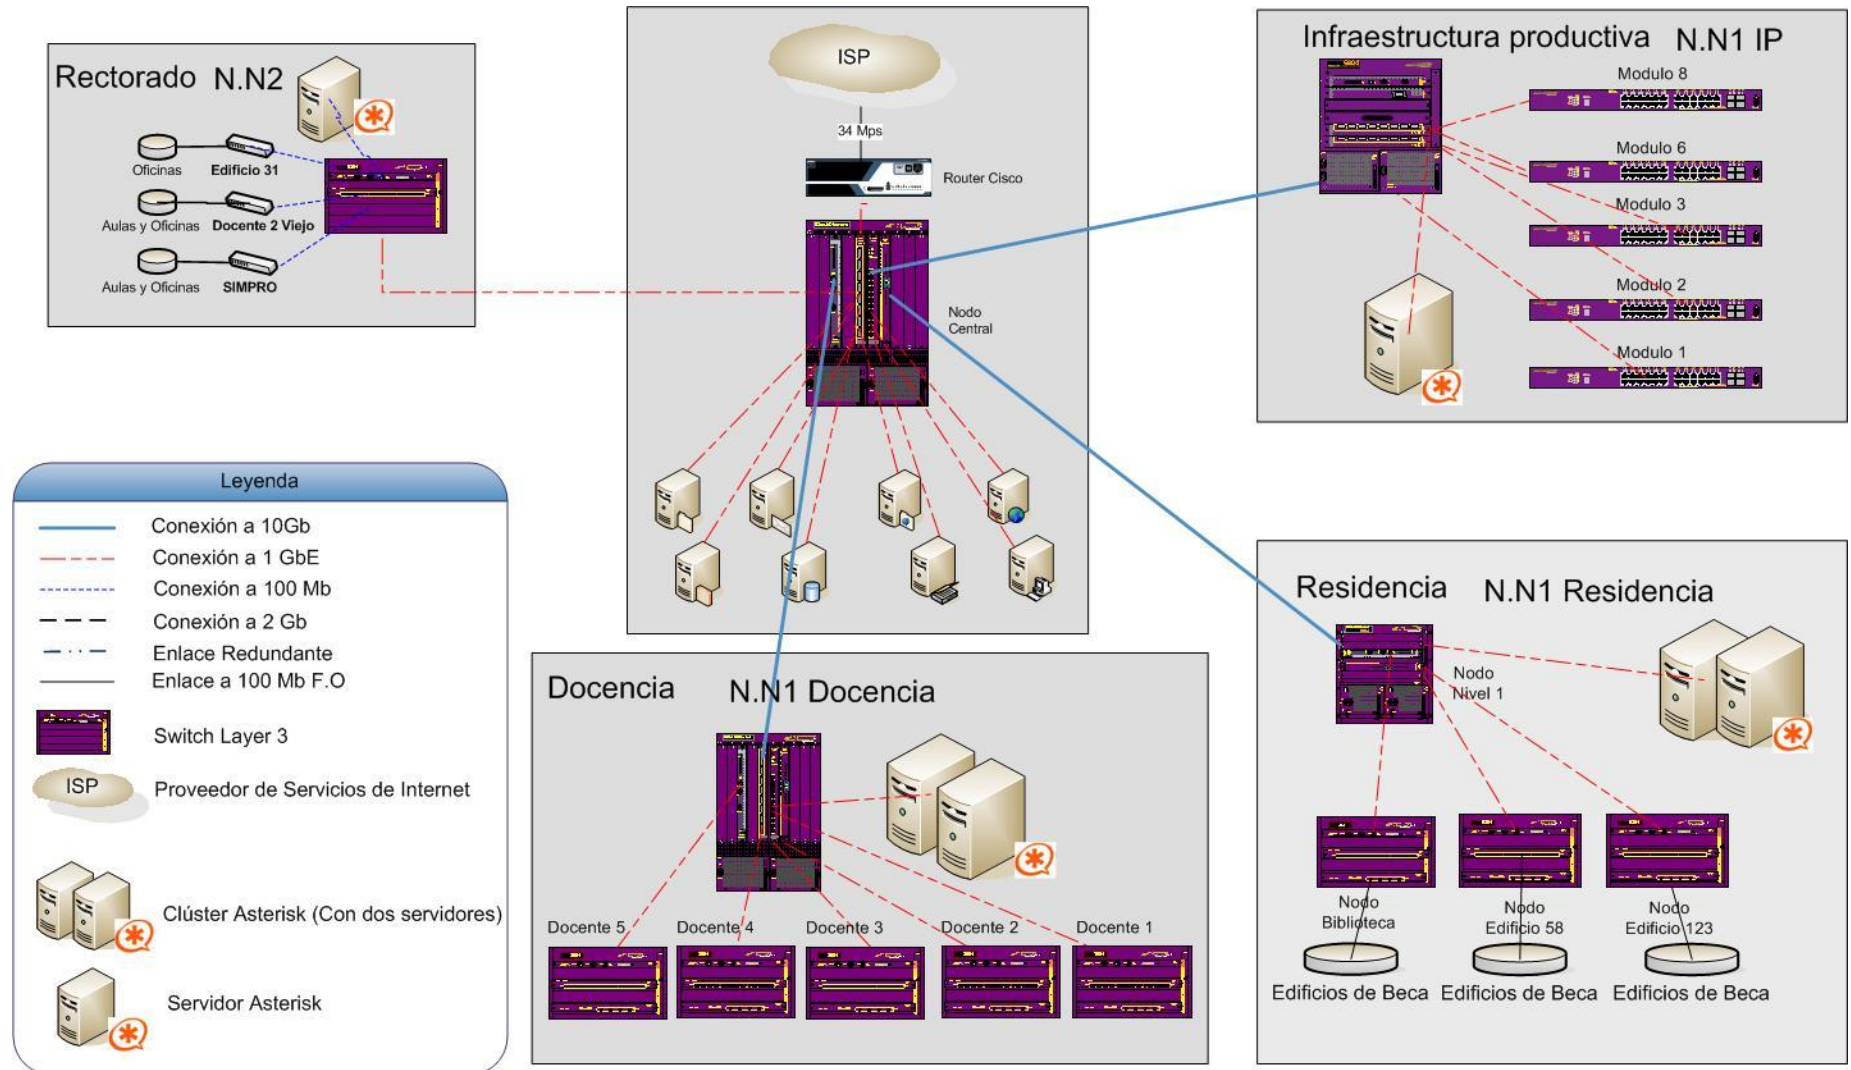 Rectorado N.N2
Oficinas
Edificio 31
Aulas y Oficinas
Docente 2 Viejo
Aulas y Oficinas
SIMPRO
ISP
34 Mps
Router Cisco
Nodo
Central
Infraestructura productiva N.N1 IP
Modulo 8
Modulo 6
Modulo 3
Modulo 2
Modulo 1
Leyenda
Conexión a 10Gb
Conexión a 1 GbE
Conexión a 100 Mb
Conexión a 2 Gb
Enlace Redundante
Enlace a 100 Mb F.O
Switch Layer 3
ISP
Proveedor de Servicios de Internet
Clúster Asterisk (Con dos servidores)
Servidor Asterisk
Docencia N.N1 Docencia
Docente 5
Docente 4
Docente 3
Docente 2
Docente 1
Residencia N.N1 Residencia
Nodo
Nivel 1
Nodo
Biblioteca
Nodo
Edificio 58
Nodo
Edificio 123
Edificios de Beca
Edificios de Beca
Edificios de Beca